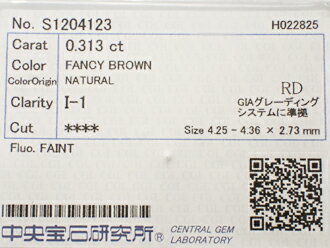 No. S1204123 H022825
Carat 0.313 ct
Color FANCY BROWN
ColorOrigin NATURAL
Clarity I-1
Cut ****
RD
GIAグレーディング
システムに準拠
Size 4.25 - 4.36 × 2.73 mm
Fluo. FAINT
中央宝石研究所® CENTRAL GEM
LABORATORY